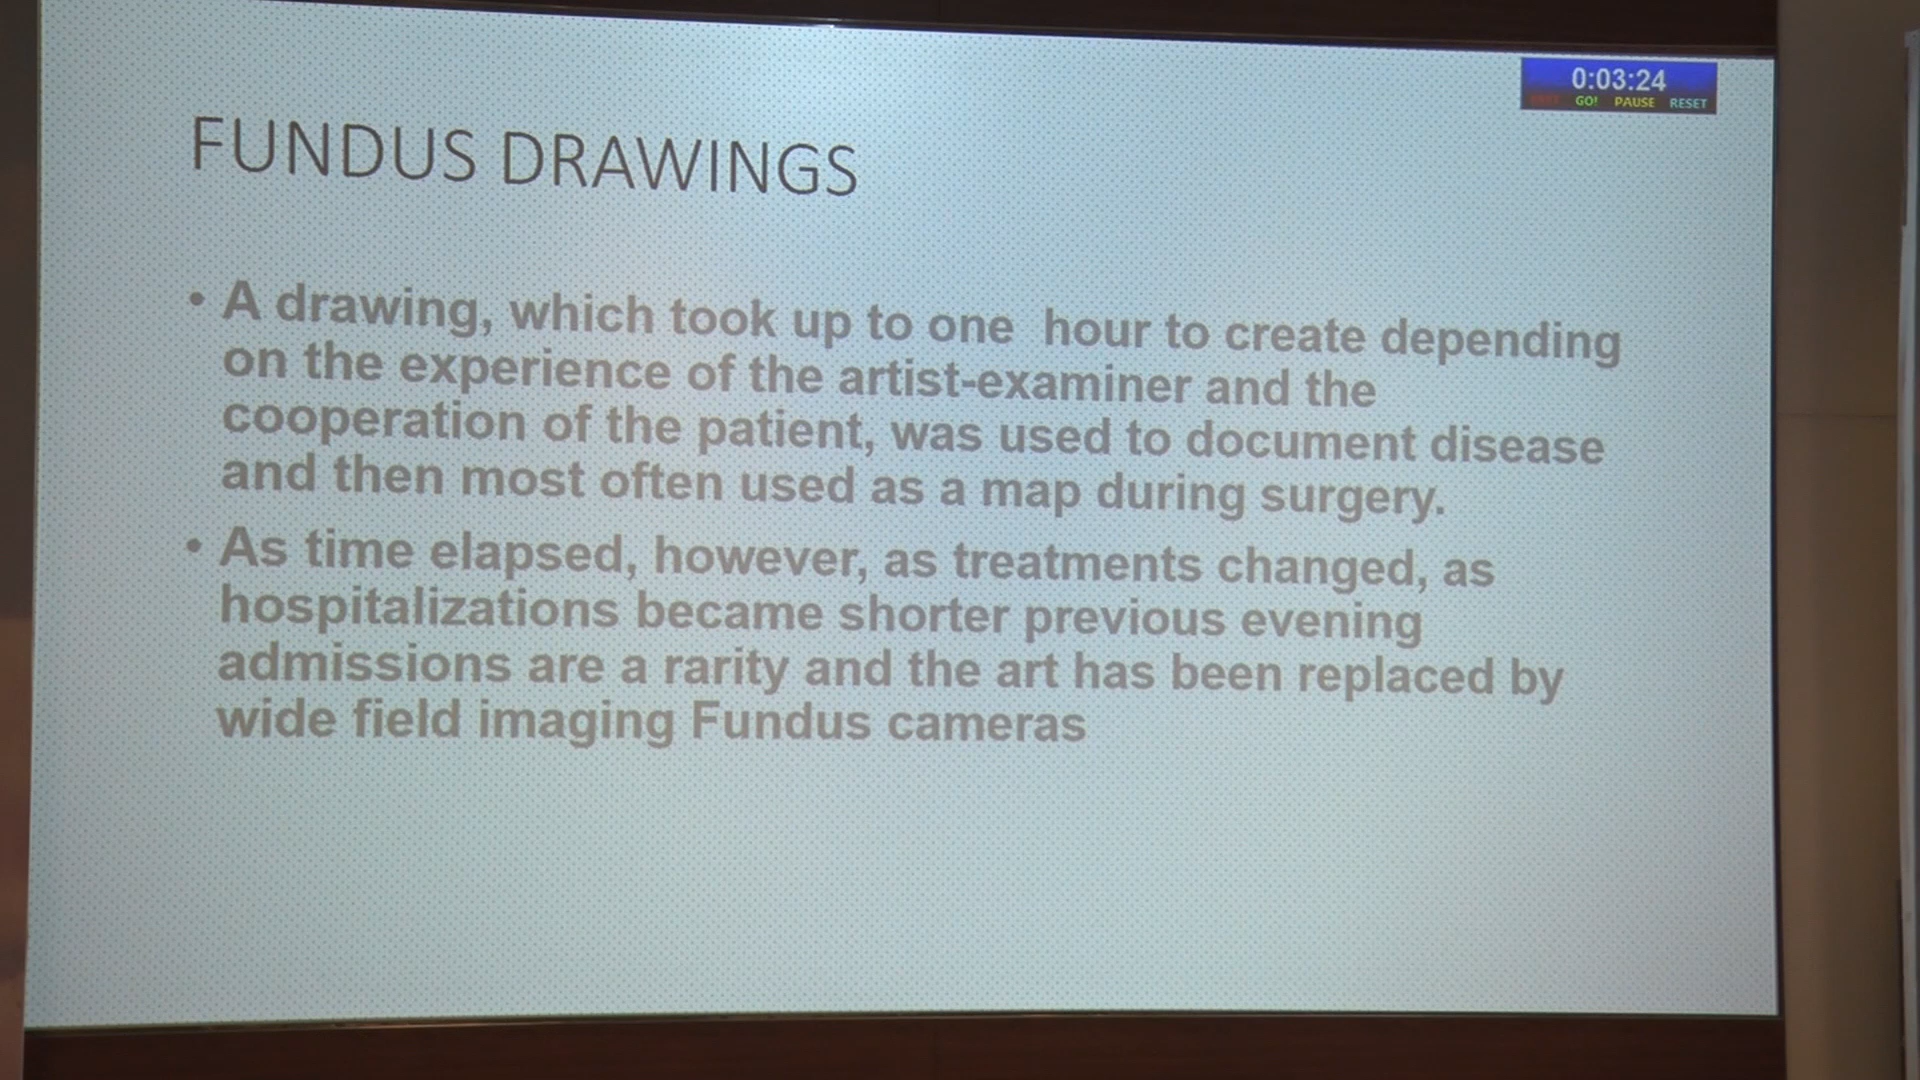 0:03:24
GO! PAUSE RESET
FUNDUS DRAWINGS
• A drawing, which took up to one hour to create depending
on the experience of the artist-examiner and the
cooperation of the patient, was used to document disease
and then most often used as a map during surgery.
• As time elapsed, however, as treatments changed, as
hospitalizations became shorter previous evening
admissions are a rarity and the art has been replaced by
wide field imaging Fundus cameras